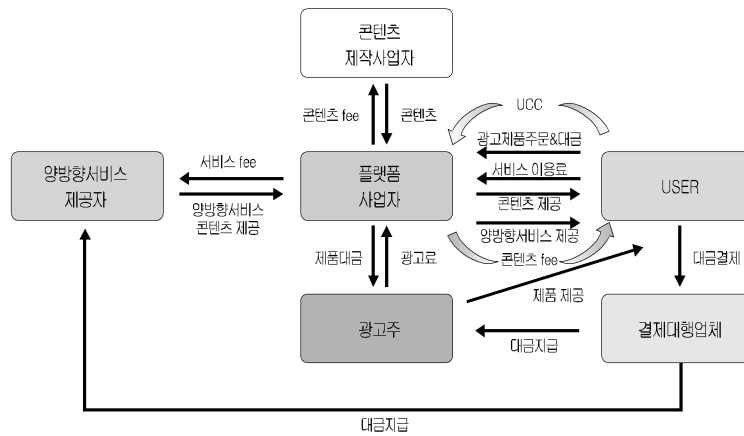 콘텐츠
제작사업자
콘텐츠 fee
콘텐츠
UCC
광고제품주문&대금
양방향서비스
제공자
서비스 fee
양방향서비스
콘텐츠 제공
플랫폼
사업자
서비스 이용료
콘텐츠 제공
양방향서비스 제공
콘텐츠 fee
USER
제품대금
광고료
제품 제공
대금결제
광고주
대금지급
결제대행업체
대금지급